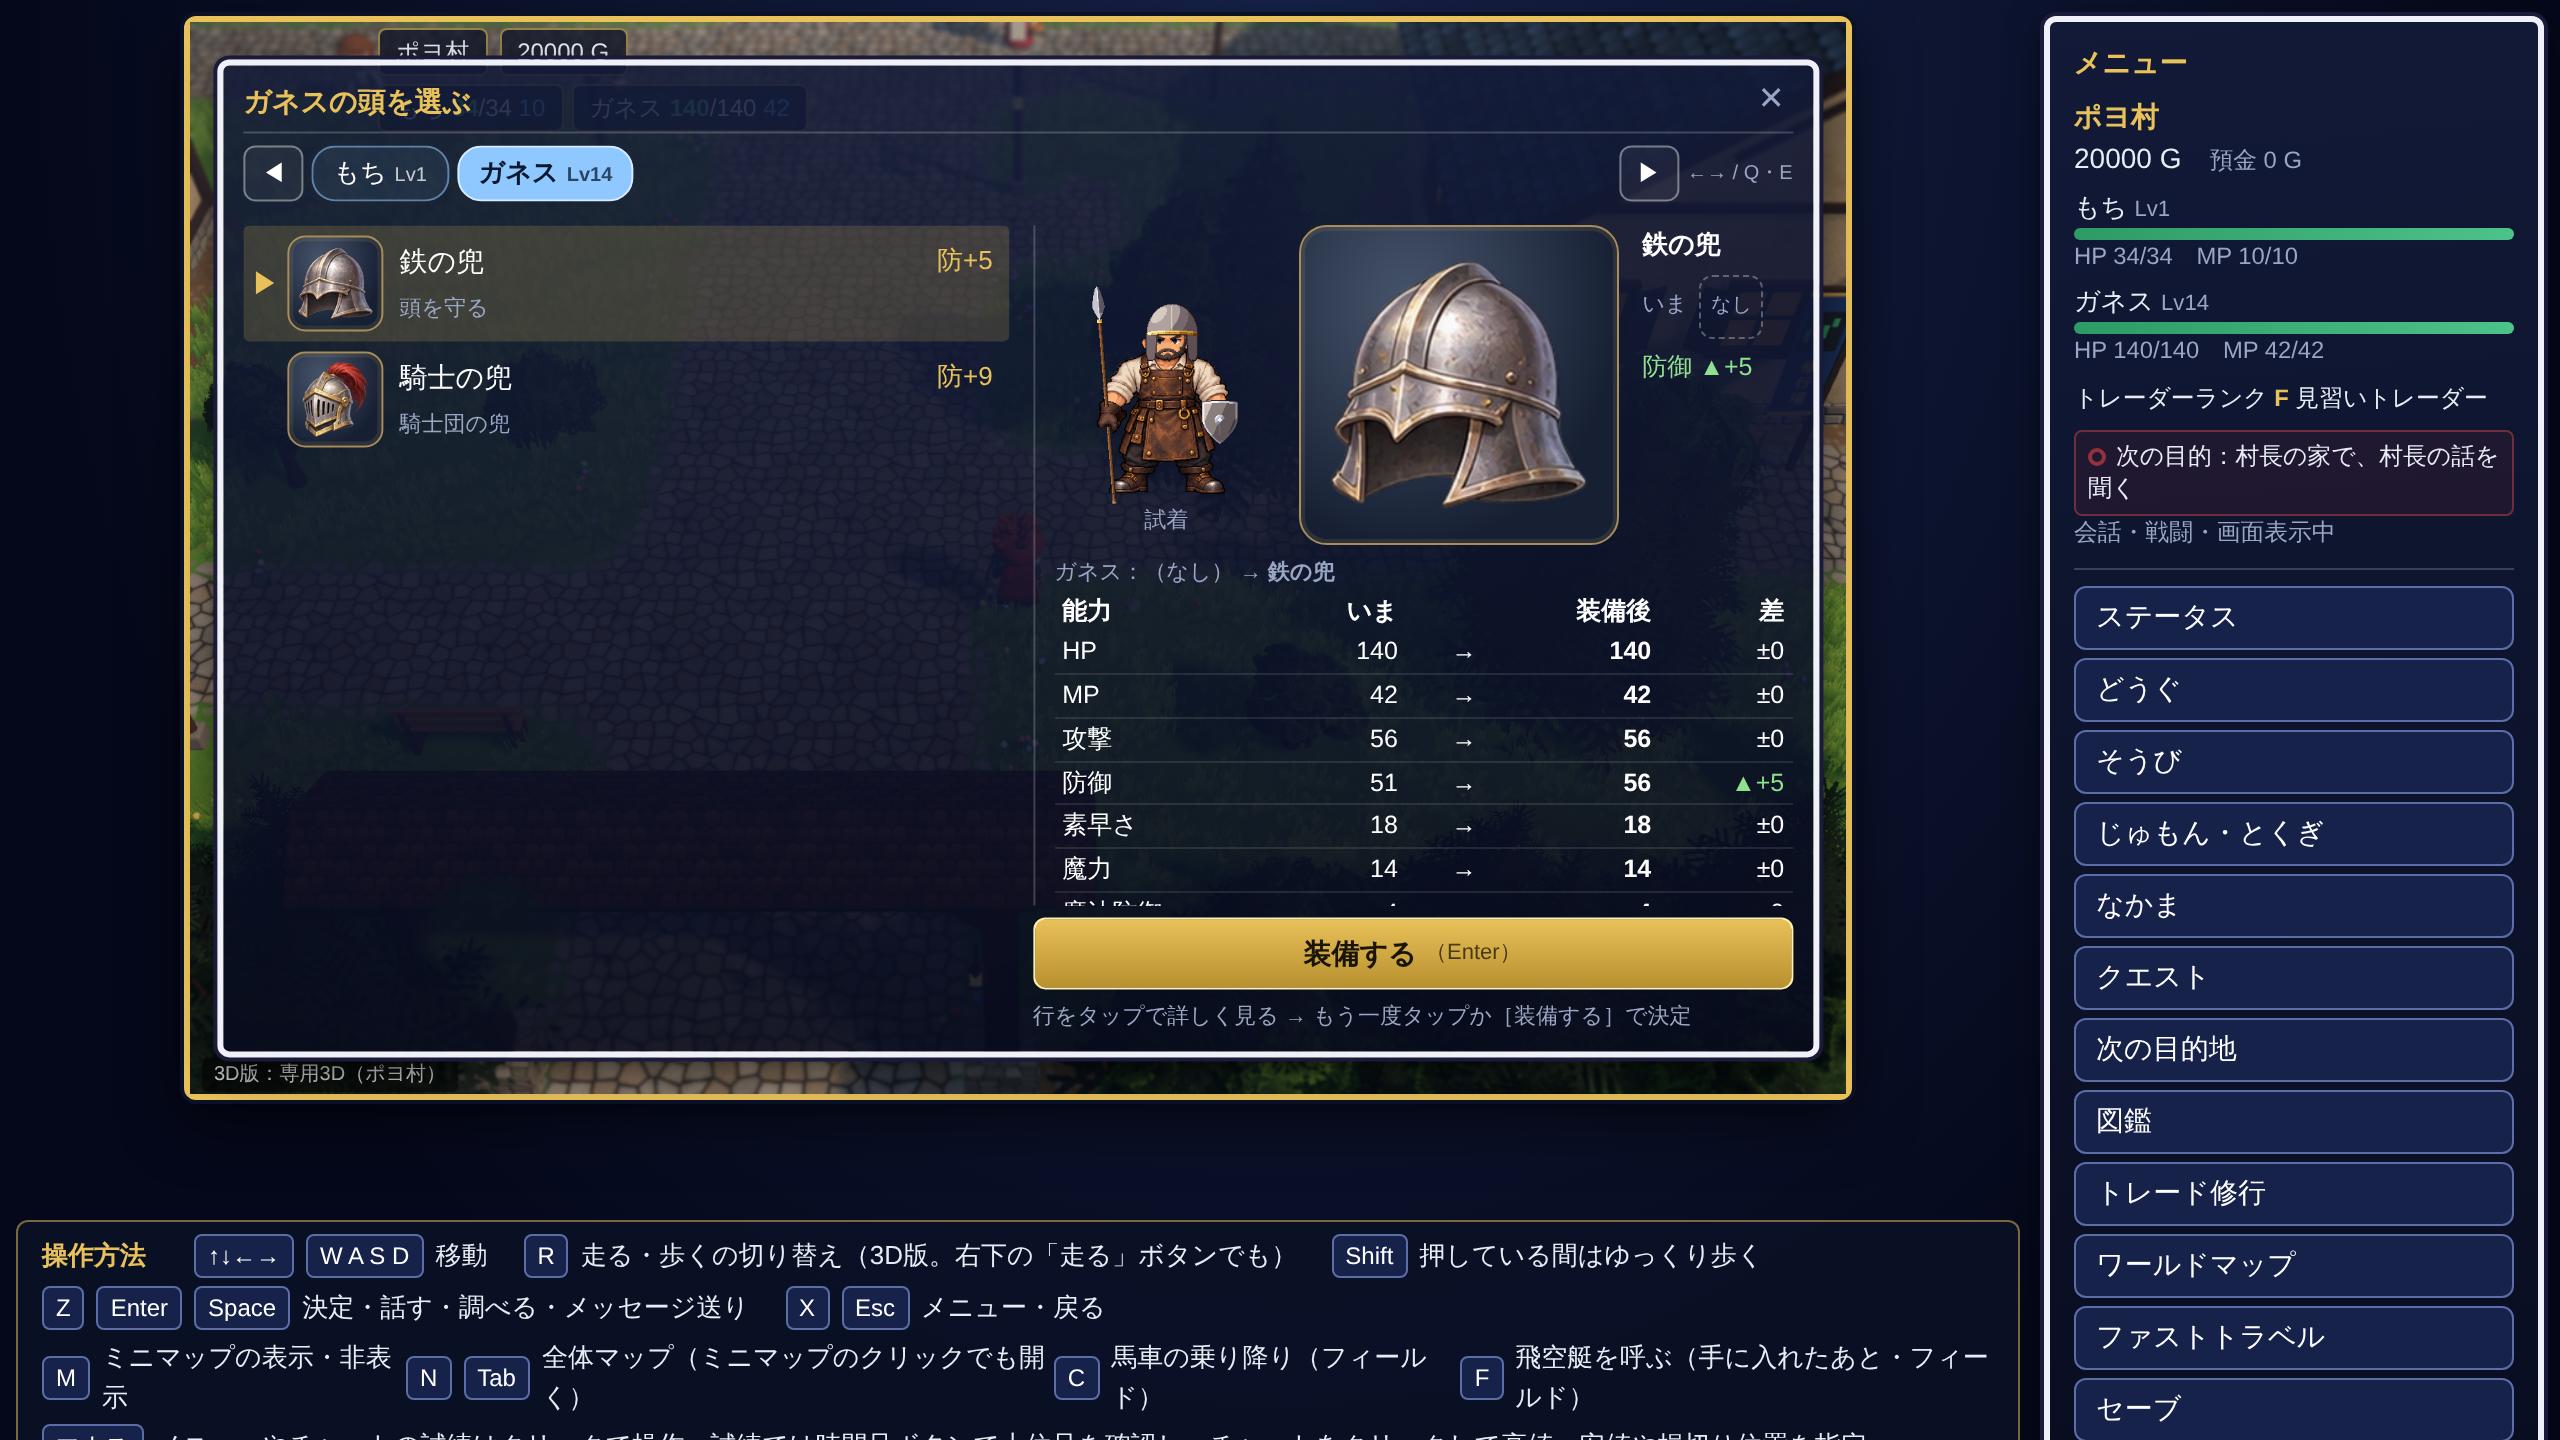 ポヨ村 20000 G
ガネスの頭を選ぶ
/34 10 ガネス 140/140 42
×
◀ もち Lv1 ガネス Lv14 ▶ ←→ / Q・E
鉄の兜 防+5
頭を守る
騎士の兜 防+9
騎士団の兜
試着
鉄の兜
いま なし
防御 ▲+5
ガネス：（なし） → 鉄の兜
能力 いま 装備後 差
HP 140 → 140 ±0
MP 42 → 42 ±0
攻撃 56 → 56 ±0
防御 51 → 56 ▲+5
素早さ 18 → 18 ±0
魔力 14 → 14 ±0
装備する （Enter）
行をタップで詳しく見る → もう一度タップか［装備する］で決定
3D版：専用3D（ポヨ村）
メニュー
ポヨ村
20000 G 預金 0 G
もち Lv1
HP 34/34 MP 10/10
ガネス Lv14
HP 140/140 MP 42/42
トレーダーランク F 見習いトレーダー
次の目的：村長の家で、村長の話を
聞く
会話・戦闘・画面表示中
ステータス
どうぐ
そうび
じゅもん・とくぎ
なかま
クエスト
次の目的地
図鑑
トレード修行
ワールドマップ
ファストトラベル
セーブ
操作方法 ↑↓←→ W A S D 移動 R 走る・歩くの切り替え（3D版。右下の「走る」ボタンでも） Shift 押している間はゆっくり歩く
Z Enter Space 決定・話す・調べる・メッセージ送り X Esc メニュー・戻る
M ミニマップの表示・非表示 N Tab 全体マップ（ミニマップのクリックでも開く） C 馬車の乗り降り（フィールド） F 飛空艇を呼ぶ（手に入れたあと・フィールド）